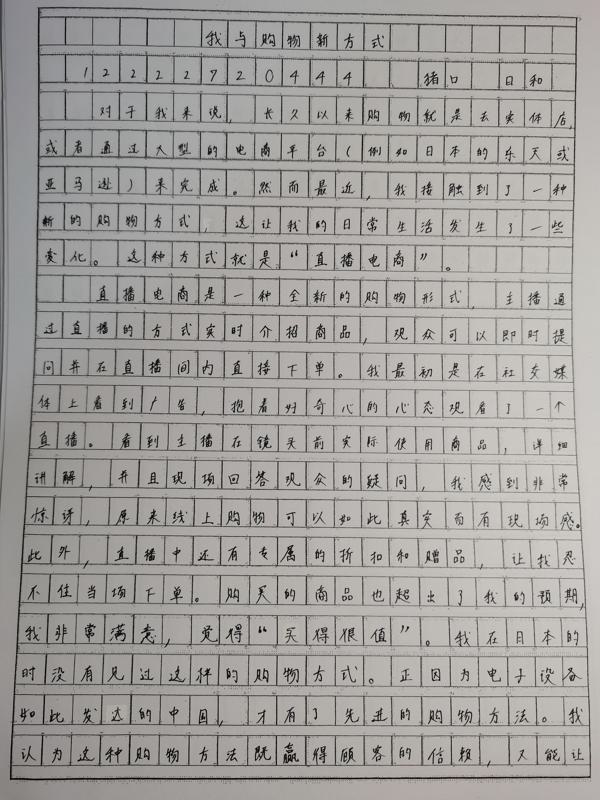 我与购物新方式
12222720444 猪口 日和
对于我来说，长久以来购物就是去实体店，
或者通过大型的电商平台（例如日本的乐天或
亚马逊）来完成。然而最近，我接触到了一种
新的购物方式，这让我的日常生活发生了一些
变化。这种方式就是“直播电商”。
直播电商是一种全新的购物形式，主播通
过直播的方式实时介绍商品，观众可以即时提
问并在直播间内直接下单。我最初是在社交媒
体上看到广告，抱着好奇心的心态观看了一个
直播。看到主播在镜头前实际使用商品，详细
讲解，并且现场回答观众的疑问，我感到非常
惊讶，原来线上购物可以如此真实而有现场感。
此外，直播中还有专属的折扣和赠品，让我忍
不住当场下单。购买的商品也超出了我的预期，
我非常满意，觉得“买得很值”。我在日本的
时没有见过这样的购物方式。正因为电子设备
如此发达的中国，才有了先进的购物方法。我
认为这种购物方法既赢得顾客的信赖，又能让